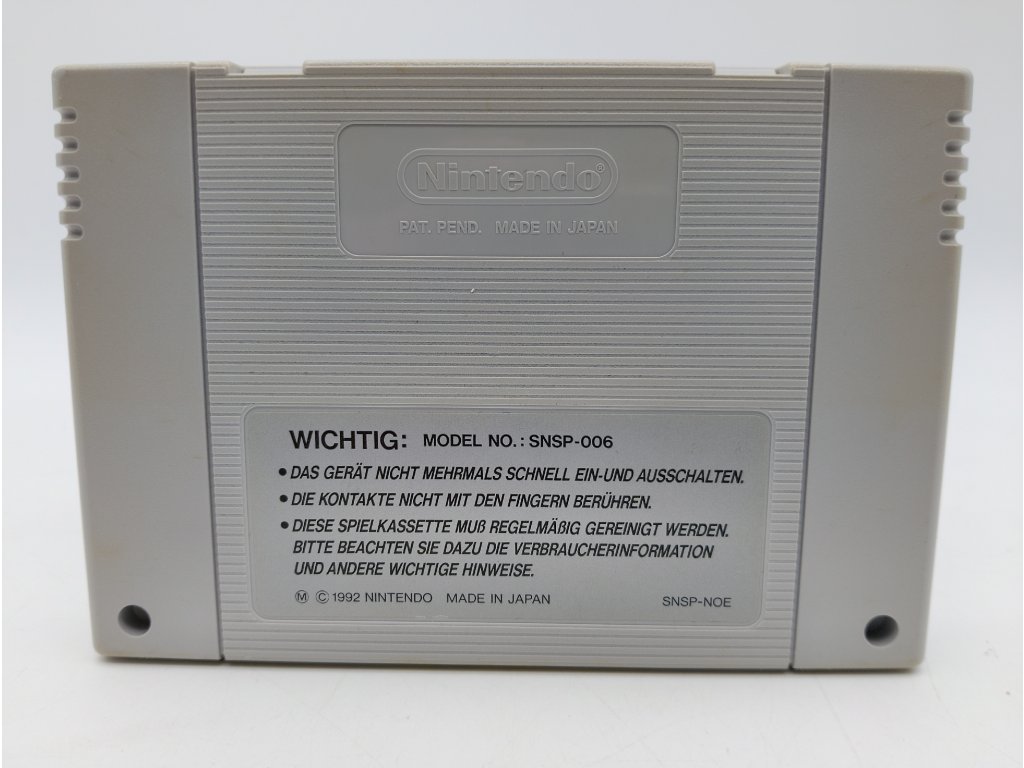 Nintendo®
PAT. PEND. MADE IN JAPAN
WICHTIG: MODEL NO.: SNSP-006
• DAS GERÄT NICHT MEHRMALS SCHNELL EIN-UND AUSSCHALTEN.
• DIE KONTAKTE NICHT MIT DEN FINGERN BERÜHREN.
• DIESE SPIELKASSETTE MUß REGELMÄßIG GEREINIGT WERDEN.
BITTE BEACHTEN SIE DAZU DIE VERBRAUCHERINFORMATION
UND ANDERE WICHTIGE HINWEISE.
Ⓜ © 1992 NINTENDO MADE IN JAPAN SNSP-NOE